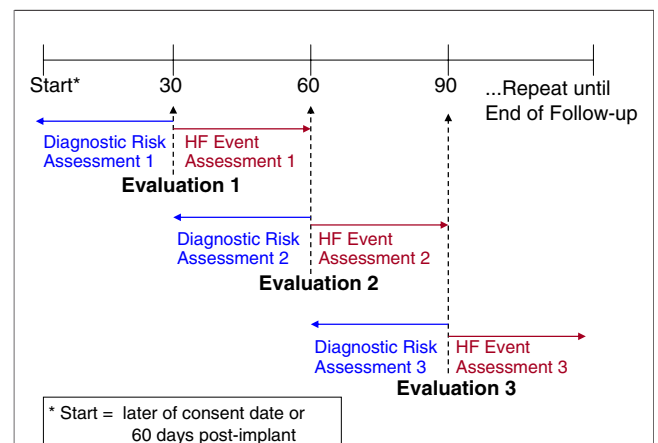 Start* 30 60 90 ...Repeat until
End of Follow-up
Diagnostic Risk HF Event
Assessment 1 Assessment 1
Evaluation 1
Diagnostic Risk HF Event
Assessment 2 Assessment 2
Evaluation 2
Diagnostic Risk HF Event
Assessment 3 Assessment 3
Evaluation 3
* Start = later of consent date or
60 days post-implant